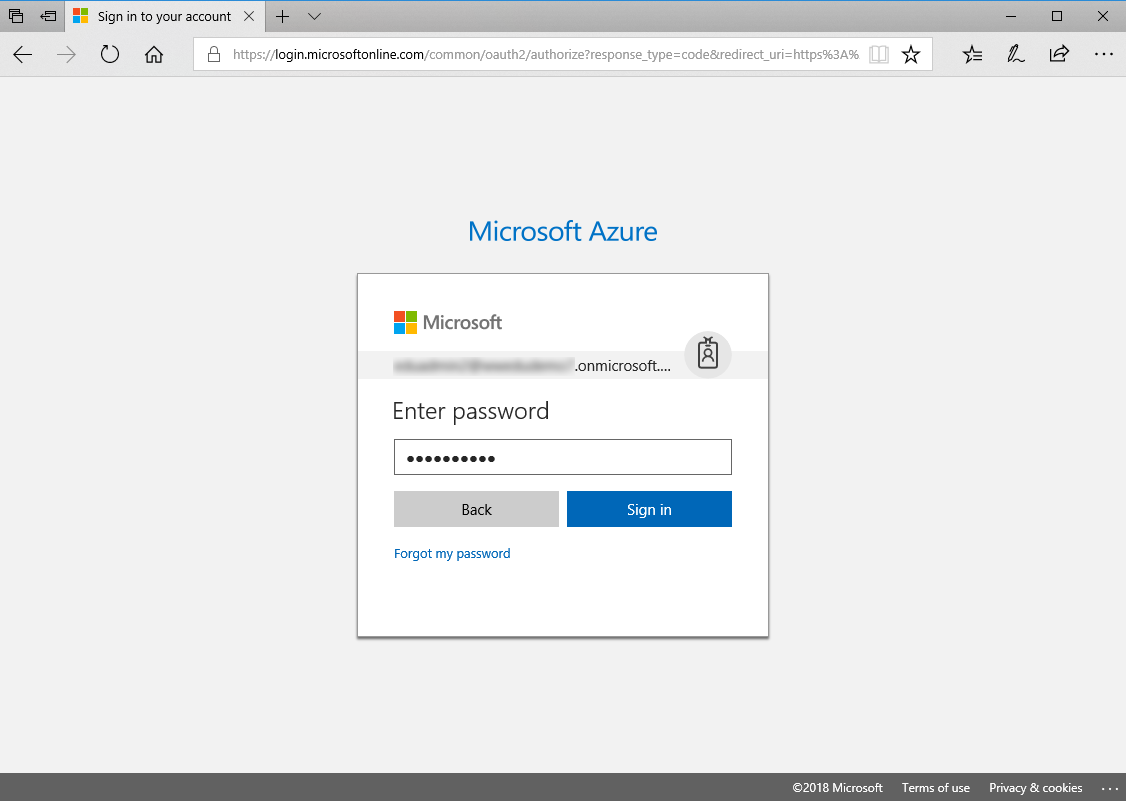 Sign in to your account
https://login.microsoftonline.com/common/oauth2/authorize?response_type=code&redirect_uri=https%3A%
Microsoft Azure
Microsoft
.onmicrosoft....
Enter password
Back
Sign in
Forgot my password
©2018 Microsoft
Terms of use
Privacy & cookies